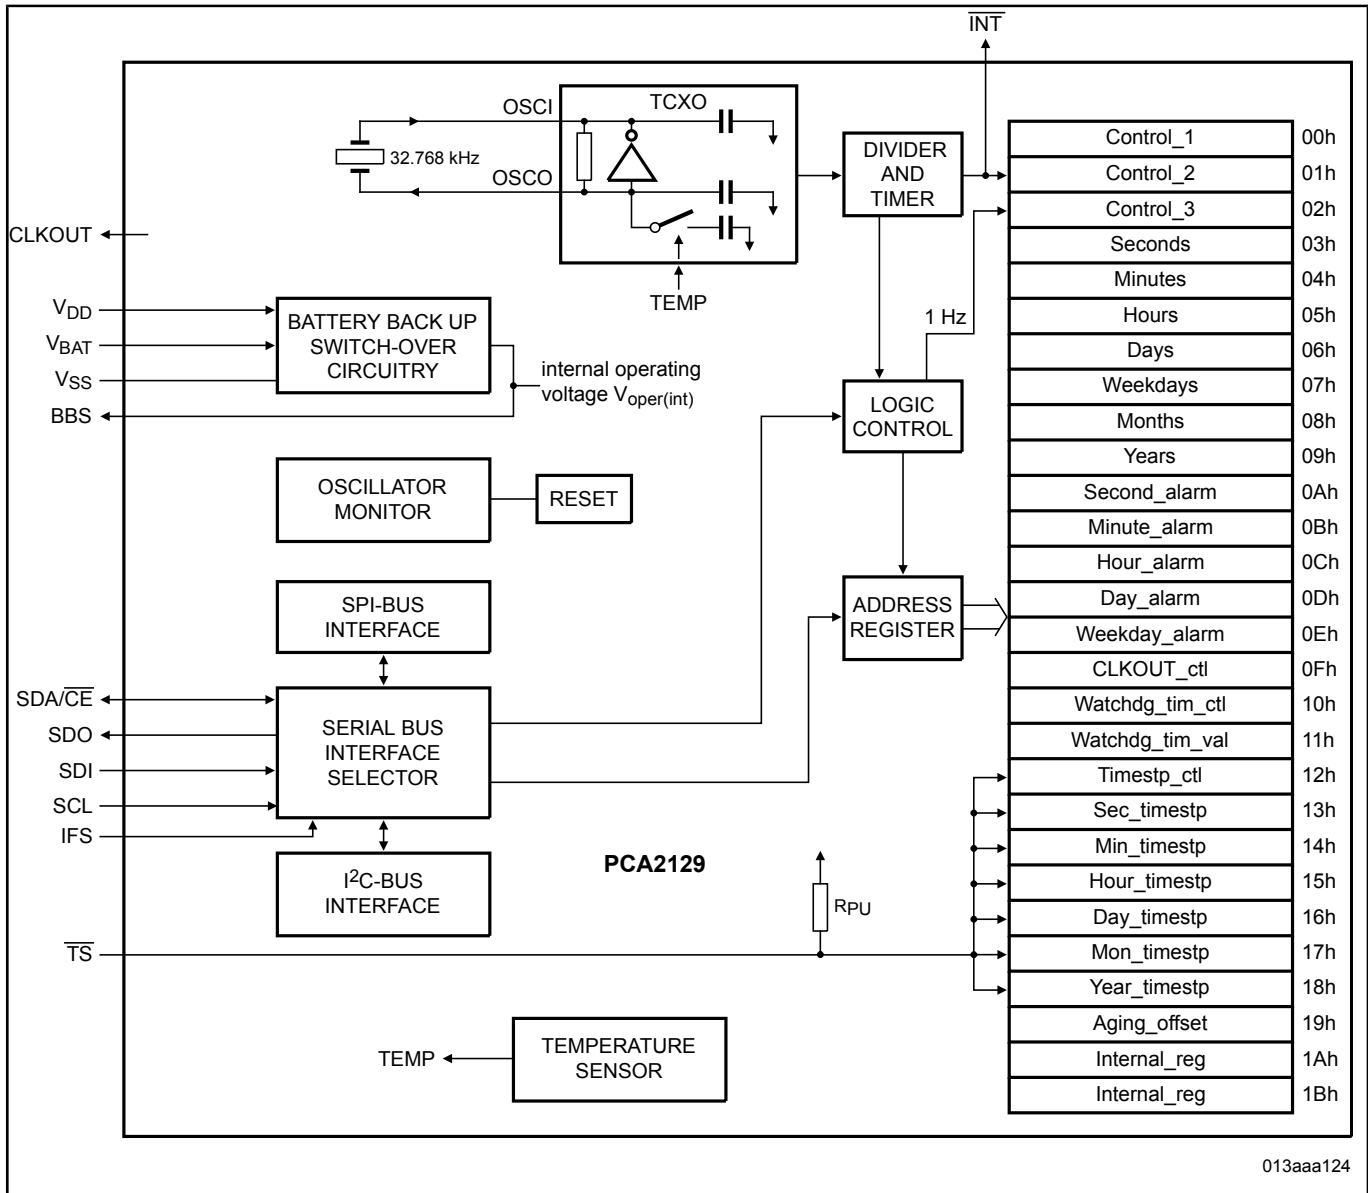 INT
OSCI
TCXO
32.768 kHz
OSCO
TEMP
DIVIDER
AND
TIMER
CLKOUT
VDD
VBAT
VSS
BBS
BATTERY BACK UP
SWITCH-OVER
CIRCUITRY
internal operating
voltage Voper(int)
1 Hz
LOGIC
CONTROL
OSCILLATOR
MONITOR
RESET
SPI-BUS
INTERFACE
ADDRESS
REGISTER
SDA/CE
SDO
SDI
SCL
IFS
SERIAL BUS
INTERFACE
SELECTOR
I2C-BUS
INTERFACE
PCA2129
RPU
TS
TEMP
TEMPERATURE
SENSOR
Control_1 00h
Control_2 01h
Control_3 02h
Seconds 03h
Minutes 04h
Hours 05h
Days 06h
Weekdays 07h
Months 08h
Years 09h
Second_alarm 0Ah
Minute_alarm 0Bh
Hour_alarm 0Ch
Day_alarm 0Dh
Weekday_alarm 0Eh
CLKOUT_ctl 0Fh
Watchdg_tim_ctl 10h
Watchdg_tim_val 11h
Timestp_ctl 12h
Sec_timestp 13h
Min_timestp 14h
Hour_timestp 15h
Day_timestp 16h
Mon_timestp 17h
Year_timestp 18h
Aging_offset 19h
Internal_reg 1Ah
Internal_reg 1Bh
013aaa124